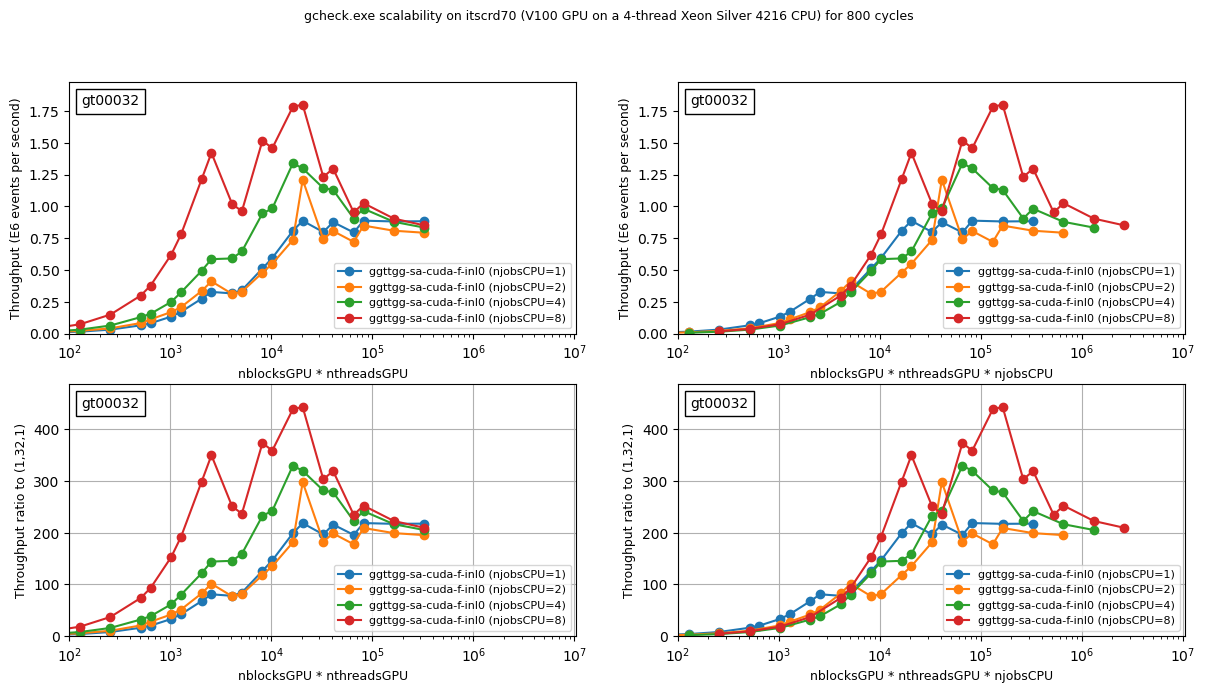 gcheck.exe scalability on itscrd70 (V100 GPU on a 4-thread Xeon Silver 4216 CPU) for 800 cycles
gt00032
Throughput (E6 events per second)
1.75
1.50
1.25
1.00
0.75
0.50
0.25
0.00
ggttgg-sa-cuda-f-inl0 (njobsCPU=1)
ggttgg-sa-cuda-f-inl0 (njobsCPU=2)
ggttgg-sa-cuda-f-inl0 (njobsCPU=4)
ggttgg-sa-cuda-f-inl0 (njobsCPU=8)
10² 10³ 10⁴ 10⁵ 10⁶ 10⁷
nblocksGPU * nthreadsGPU
gt00032
Throughput (E6 events per second)
1.75
1.50
1.25
1.00
0.75
0.50
0.25
0.00
ggttgg-sa-cuda-f-inl0 (njobsCPU=1)
ggttgg-sa-cuda-f-inl0 (njobsCPU=2)
ggttgg-sa-cuda-f-inl0 (njobsCPU=4)
ggttgg-sa-cuda-f-inl0 (njobsCPU=8)
10² 10³ 10⁴ 10⁵ 10⁶ 10⁷
nblocksGPU * nthreadsGPU * njobsCPU
gt00032
Throughput ratio to (1,32,1)
400
300
200
100
0
ggttgg-sa-cuda-f-inl0 (njobsCPU=1)
ggttgg-sa-cuda-f-inl0 (njobsCPU=2)
ggttgg-sa-cuda-f-inl0 (njobsCPU=4)
ggttgg-sa-cuda-f-inl0 (njobsCPU=8)
10² 10³ 10⁴ 10⁵ 10⁶ 10⁷
nblocksGPU * nthreadsGPU
gt00032
Throughput ratio to (1,32,1)
400
300
200
100
0
ggttgg-sa-cuda-f-inl0 (njobsCPU=1)
ggttgg-sa-cuda-f-inl0 (njobsCPU=2)
ggttgg-sa-cuda-f-inl0 (njobsCPU=4)
ggttgg-sa-cuda-f-inl0 (njobsCPU=8)
10² 10³ 10⁴ 10⁵ 10⁶ 10⁷
nblocksGPU * nthreadsGPU * njobsCPU